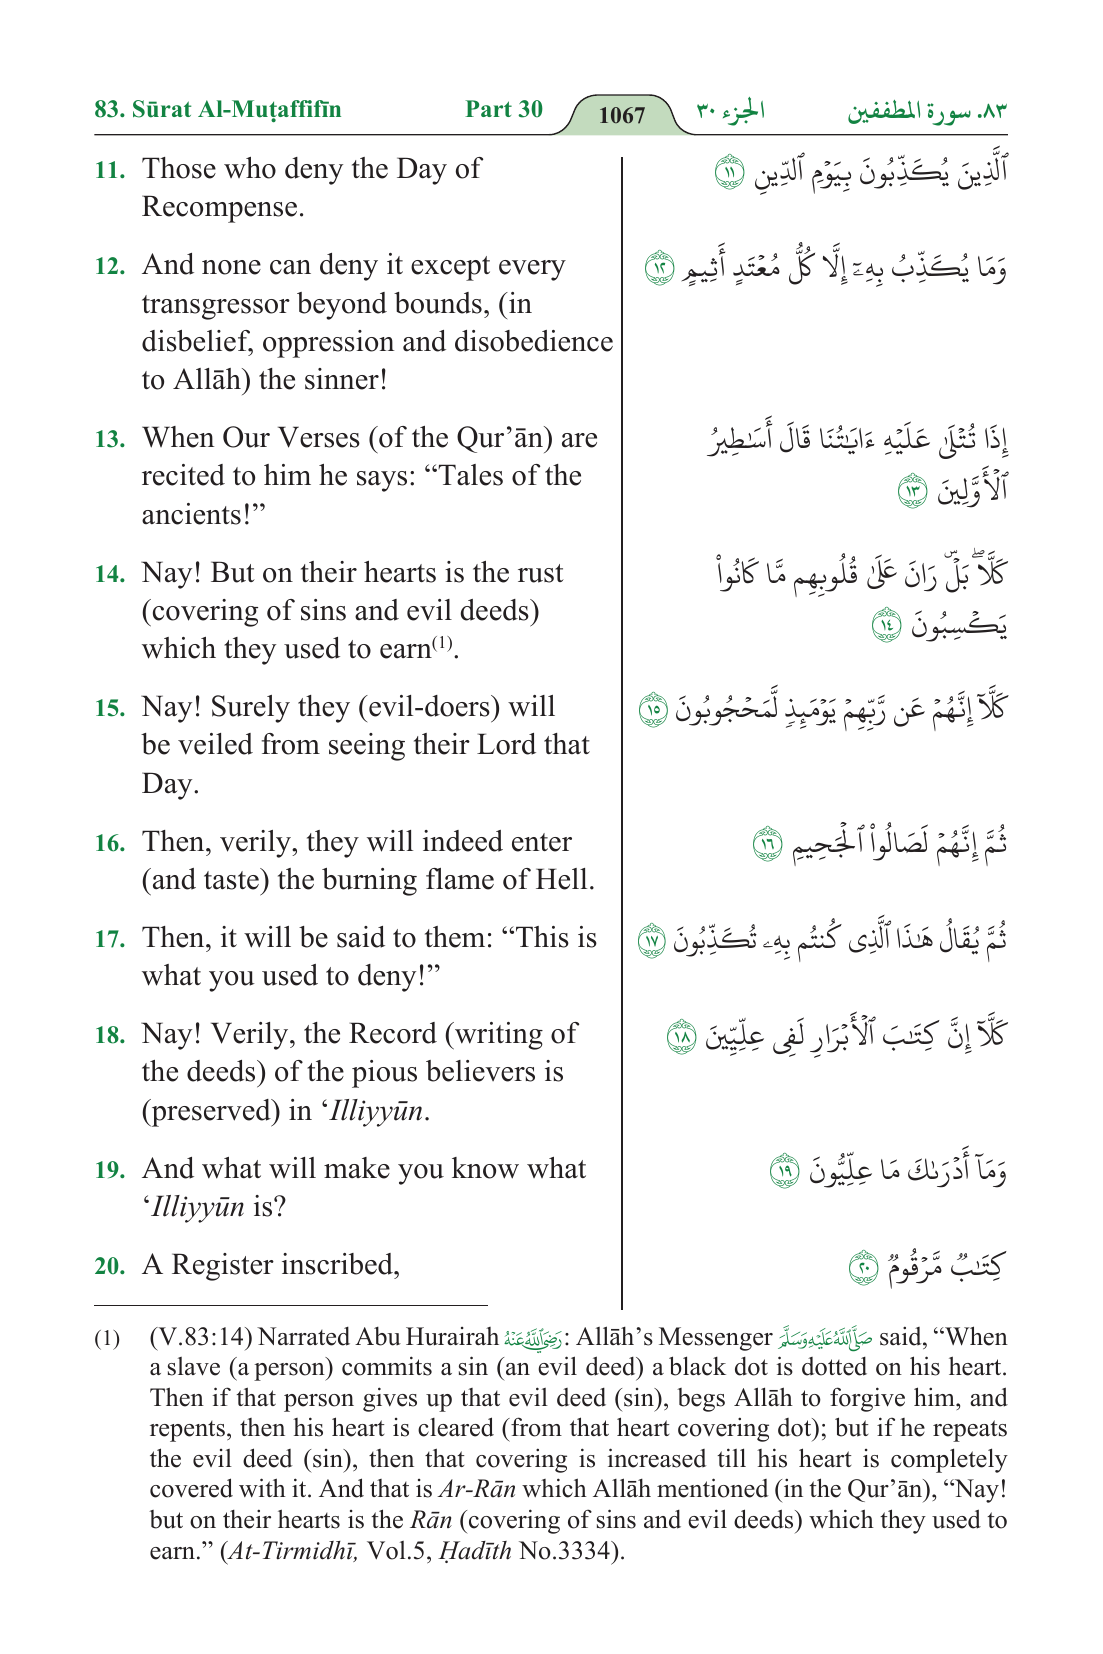 83. Sūrat Al-Muṭaffifīn Part 30 1067 الجزء ٣٠ ٨٣. سورة المطففين
11. Those who deny the Day of
Recompense.
ٱلَّذِينَ يُكَذِّبُونَ بِيَوۡمِ ٱلدِّينِ ١١
12. And none can deny it except every
transgressor beyond bounds, (in
disbelief, oppression and disobedience
to Allāh) the sinner!
وَمَا يُكَذِّبُ بِهِۦٓ إِلَّا كُلُّ مُعۡتَدٍ أَثِيمٍ ١٢
13. When Our Verses (of the Qur’ān) are
recited to him he says: “Tales of the
ancients!”
إِذَا تُتۡلَىٰ عَلَيۡهِ ءَايَٰتُنَا قَالَ أَسَٰطِيرُ
ٱلۡأَوَّلِينَ ١٣
14. Nay! But on their hearts is the rust
(covering of sins and evil deeds)
which they used to earn(1).
كَلَّاۖ بَلۡۜ رَانَ عَلَىٰ قُلُوبِهِم مَّا كَانُواْ
يَكۡسِبُونَ ١٤
15. Nay! Surely they (evil-doers) will
be veiled from seeing their Lord that
Day.
كَلَّآ إِنَّهُمۡ عَن رَّبِّهِمۡ يَوۡمَئِذٖ لَّمَحۡجُوبُونَ ١٥
16. Then, verily, they will indeed enter
(and taste) the burning flame of Hell.
ثُمَّ إِنَّهُمۡ لَصَالُواْ ٱلۡجَحِيمِ ١٦
17. Then, it will be said to them: “This is
what you used to deny!”
ثُمَّ يُقَالُ هَٰذَا ٱلَّذِي كُنتُم بِهِۦ تُكَذِّبُونَ ١٧
18. Nay! Verily, the Record (writing of
the deeds) of the pious believers is
(preserved) in ‘Illiyyūn.
كَلَّآ إِنَّ كِتَٰبَ ٱلۡأَبۡرَارِ لَفِي عِلِّيِّينَ ١٨
19. And what will make you know what
‘Illiyyūn is?
وَمَآ أَدۡرَىٰكَ مَا عِلِّيُّونَ ١٩
20. A Register inscribed,
كِتَٰبٞ مَّرۡقُومٞ ٢٠
(1) (V.83:14) Narrated Abu Hurairah رَضِيَ ٱللَّهُ عَنْهُ: Allāh’s Messenger صَلَّى ٱللَّهُ عَلَيْهِ وَسَلَّمَ said, “When
a slave (a person) commits a sin (an evil deed) a black dot is dotted on his heart.
Then if that person gives up that evil deed (sin), begs Allāh to forgive him, and
repents, then his heart is cleared (from that heart covering dot); but if he repeats
the evil deed (sin), then that covering is increased till his heart is completely
covered with it. And that is Ar-Rān which Allāh mentioned (in the Qur’ān), “Nay!
but on their hearts is the Rān (covering of sins and evil deeds) which they used to
earn.” (At-Tirmidhī, Vol.5, Ḥadīth No.3334).